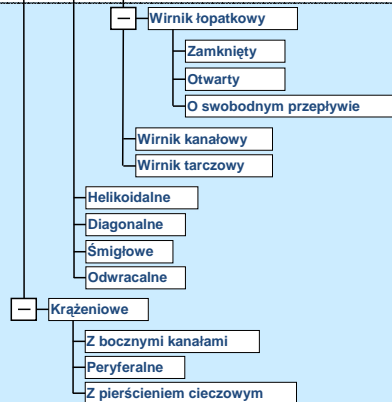 Wirnik łopatkowy
Zamknięty
Otwarty
O swobodnym przepływie
Wirnik kanałowy
Wirnik tarczowy
Helikoidalne
Diagonalne
Śmigłowe
Odwracalne
Krążeniowe
Z bocznymi kanałami
Peryferalne
Z pierścieniem cieczowym